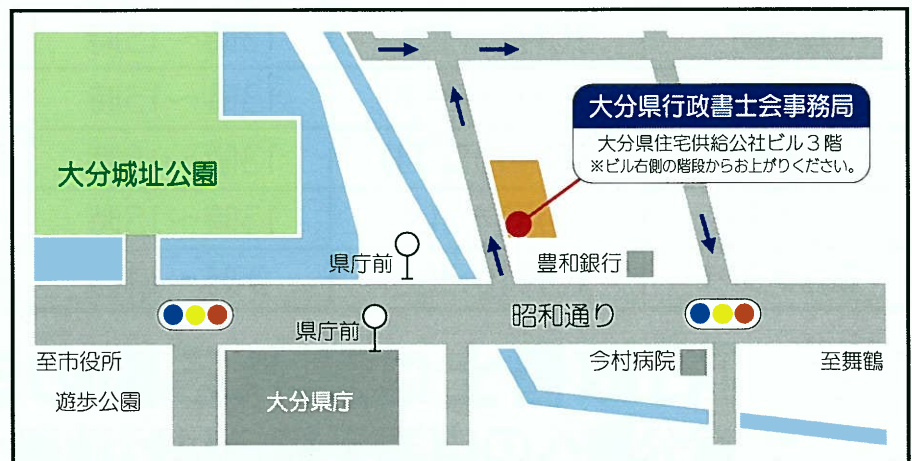 大分県行政書士会事務局
大分県住宅供給公社ビル３階
※ビル右側の階段からお上がりください。
大分城址公園
県庁前
豊和銀行
昭和通り
県庁前
至市役所
今村病院
至舞鶴
遊歩公園
大分県庁